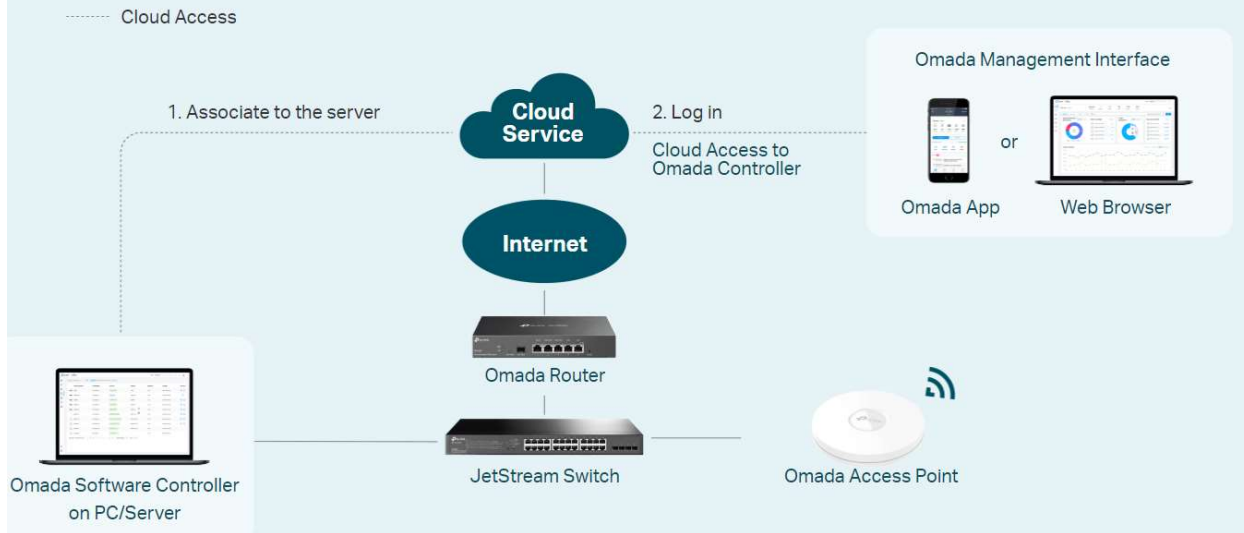 Cloud Access
Omada Management Interface
1. Associate to the server
Cloud
Service
2. Log in
Cloud Access to
Omada Controller
or
Omada App
Web Browser
Internet
Omada Router
JetStream Switch
Omada Access Point
Omada Software Controller
on PC/Server